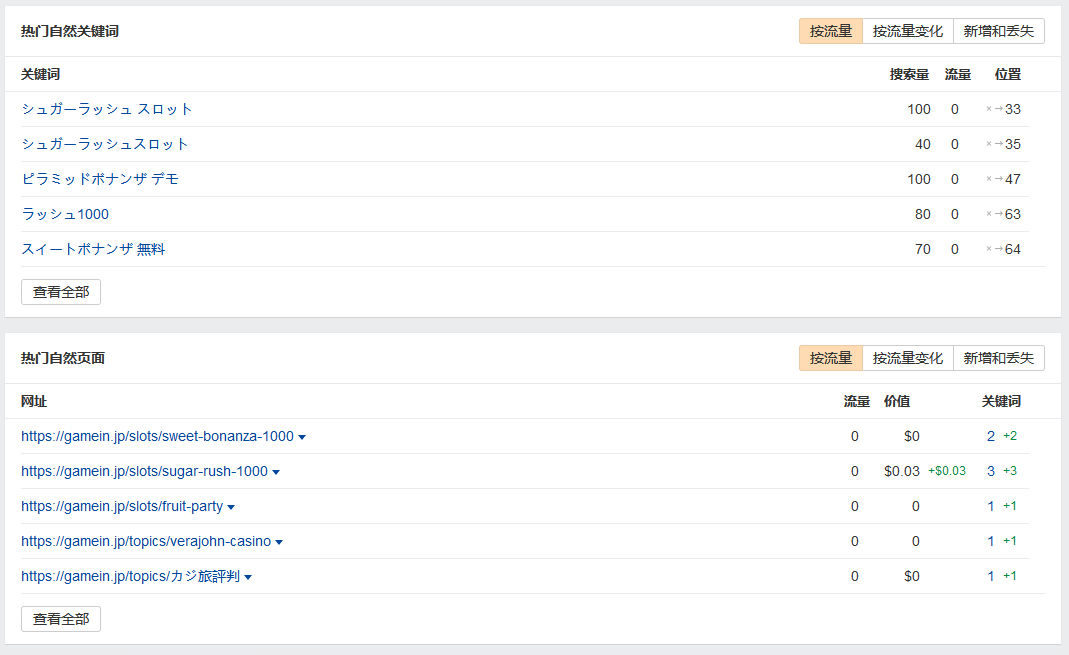 热门自然关键词 按流量 按流量变化 新增和丢失
关键词 搜索量 流量 位置
シュガーラッシュ スロット 100 0 ×→33
シュガーラッシュスロット 40 0 ×→35
ピラミッドボナンザ デモ 100 0 ×→47
ラッシュ1000 80 0 ×→63
スイートボナンザ 無料 70 0 ×→64
查看全部
热门自然页面 按流量 按流量变化 新增和丢失
网址 流量 价值 关键词
https://gamein.jp/slots/sweet-bonanza-1000 0 $0 2 +2
https://gamein.jp/slots/sugar-rush-1000 0 $0.03 +$0.03 3 +3
https://gamein.jp/slots/fruit-party 0 0 1 +1
https://gamein.jp/topics/verajohn-casino 0 0 1 +1
https://gamein.jp/topics/カジ旅評判 0 $0 1 +1
查看全部